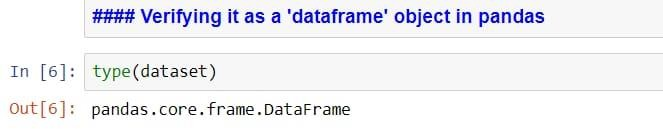 #### Verifying it as a 'dataframe' object in pandas
In [6]: type(dataset)
Out[6]: pandas.core.frame.DataFrame